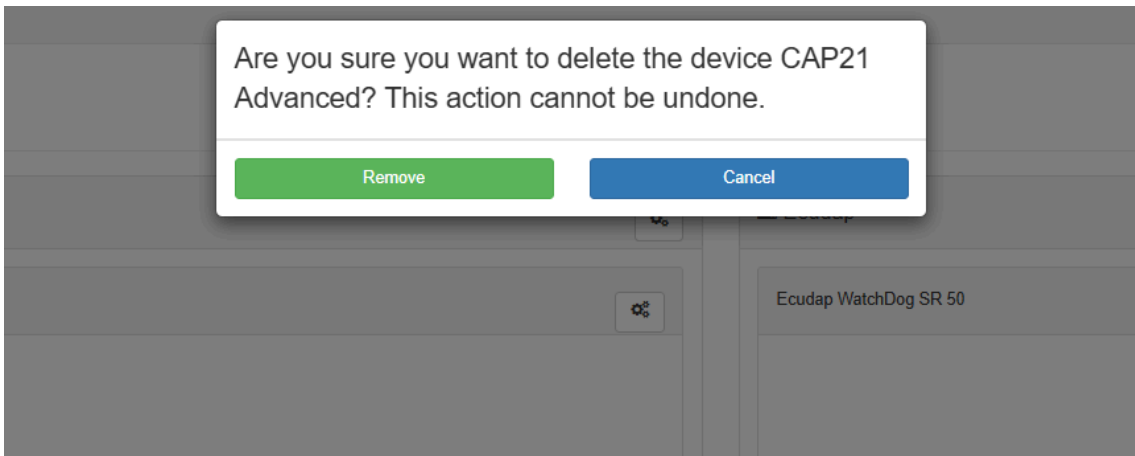 Are you sure you want to delete the device CAP21
Advanced? This action cannot be undone.
Remove
Cancel
Ecudap
Ecudap WatchDog SR 50